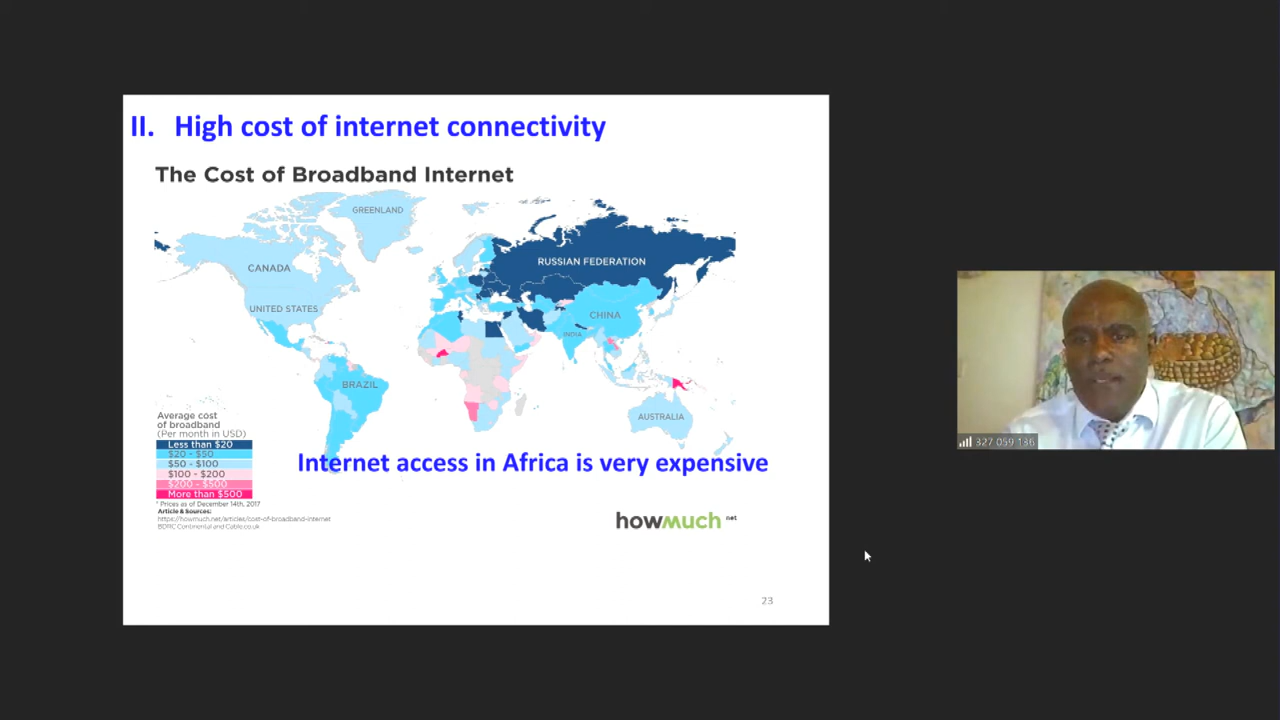 II. High cost of internet connectivity
The Cost of Broadband Internet
GREENLAND
RUSSIAN FEDERATION
CANADA
UNITED STATES
CHINA
INDIA
BRAZIL
AUSTRALIA
Average cost
of broadband
(Per month in USD)
Less than $20
$20 - $50
$50 - $100
$100 - $200
$200 - $500
More than $500
* Prices as of December 14th, 2017
Article & Sources:
https://howmuch.net/articles/cost-of-broadband-internet
BDRC Continental and Cable.co.uk
Internet access in Africa is very expensive
howmuch net
23
327 059 136